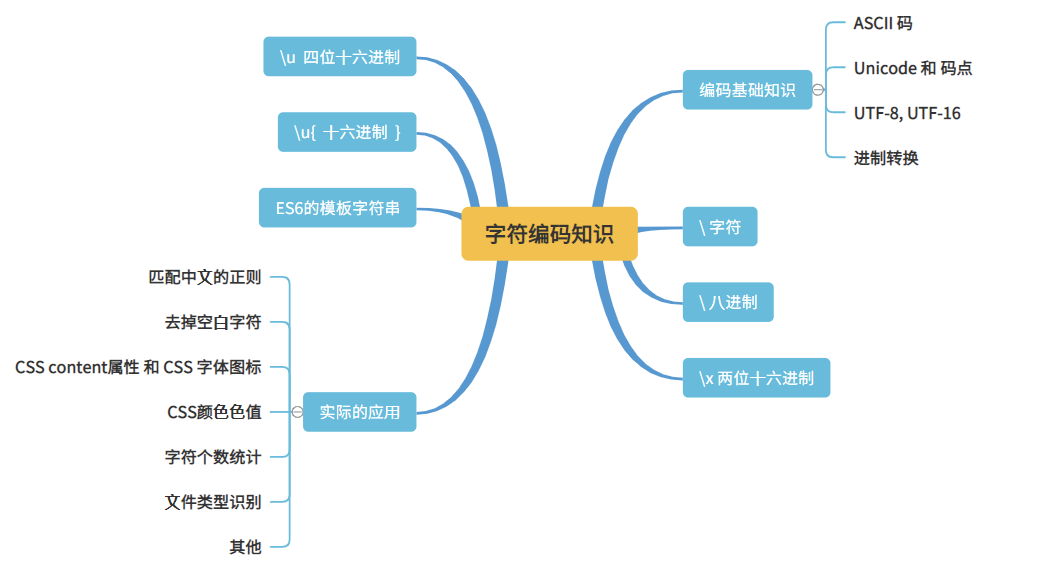 字符编码知识
编码基础知识
ASCII 码
Unicode 和 码点
UTF-8, UTF-16
进制转换
\ 字符
\ 八进制
\x 两位十六进制
\u 四位十六进制
\u{ 十六进制 }
ES6的模板字符串
实际的应用
匹配中文的正则
去掉空白字符
CSS content属性 和 CSS 字体图标
CSS颜色色值
字符个数统计
文件类型识别
其他